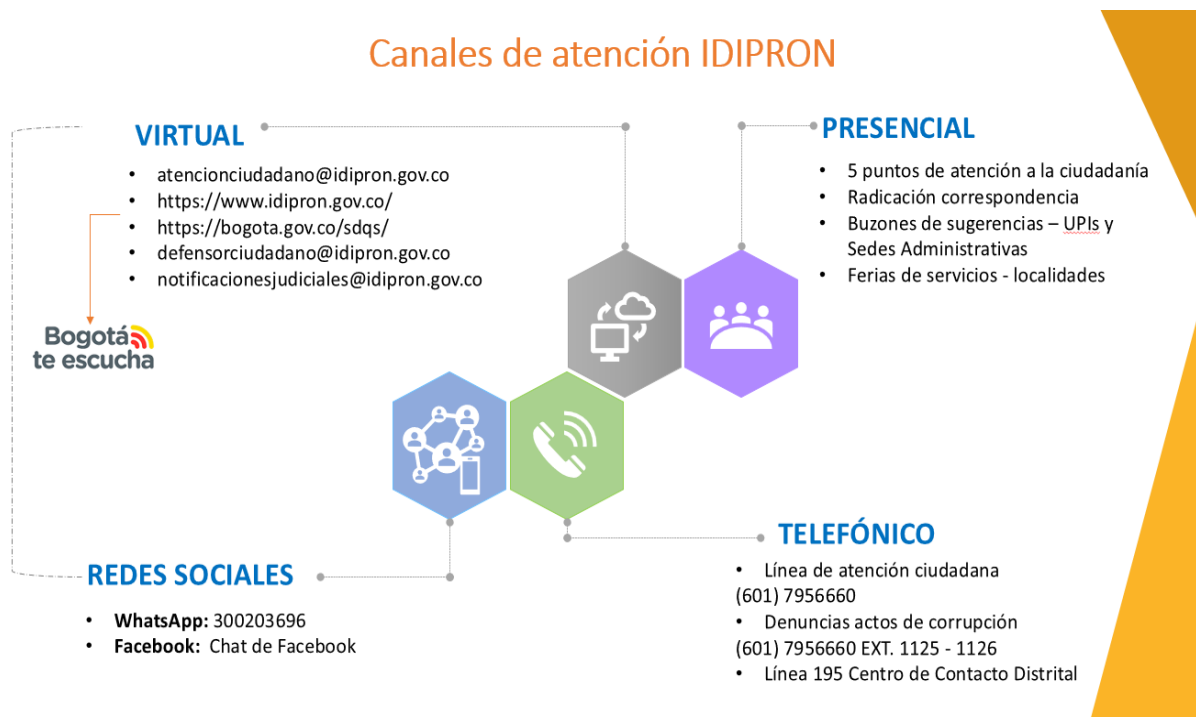 Canales de atención IDIPRON
VIRTUAL
• atencionciudadano@idipron.gov.co
• https://www.idipron.gov.co/
• https://bogota.gov.co/sdqs/
• defensorciudadano@idipron.gov.co
• notificacionesjudiciales@idipron.gov.co
Bogotá
te escucha
PRESENCIAL
• 5 puntos de atención a la ciudadanía
• Radicación correspondencia
• Buzones de sugerencias – UPIs y
Sedes Administrativas
• Ferias de servicios - localidades
REDES SOCIALES
• WhatsApp: 300203696
• Facebook: Chat de Facebook
TELEFÓNICO
• Línea de atención ciudadana
(601) 7956660
• Denuncias actos de corrupción
(601) 7956660 EXT. 1125 - 1126
• Línea 195 Centro de Contacto Distrital